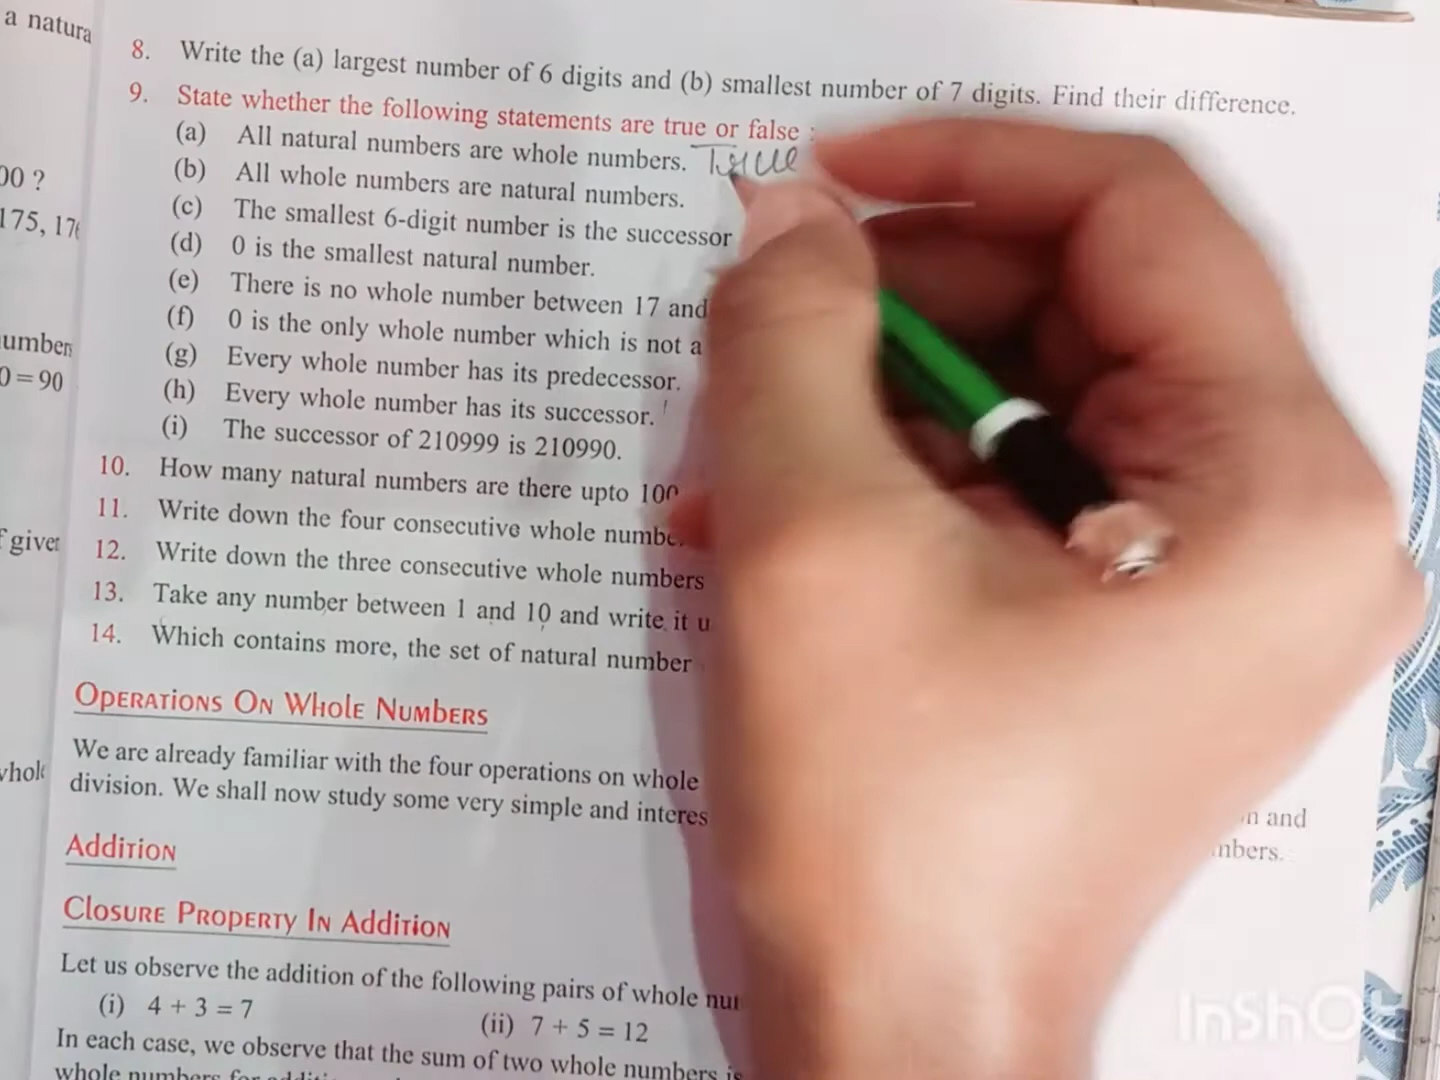 a natura
8. Write the (a) largest number of 6 digits and (b) smallest number of 7 digits. Find their difference.
9. State whether the following statements are true or false :
(a) All natural numbers are whole numbers. True
00 ?
(b) All whole numbers are natural numbers.
175, 176
(c) The smallest 6-digit number is the successor
(d) 0 is the smallest natural number.
(e) There is no whole number between 17 and
(f) 0 is the only whole number which is not a
umbers
(g) Every whole number has its predecessor.
0 = 90
(h) Every whole number has its successor.
(i) The successor of 210999 is 210990.
10. How many natural numbers are there upto 100
11. Write down the four consecutive whole numbe
f given
12. Write down the three consecutive whole numbers
13. Take any number between 1 and 10 and write it u
14. Which contains more, the set of natural number
OPERATIONS ON WHOLE NUMBERS
We are already familiar with the four operations on whole
whole
division. We shall now study some very simple and interes
n and
mbers.
ADDITION
CLOSURE PROPERTY IN ADDITION
Let us observe the addition of the following pairs of whole nu
(i) 4 + 3 = 7 (ii) 7 + 5 = 12
In each case, we observe that the sum of two whole numbers is
whole numbers for
InShOt